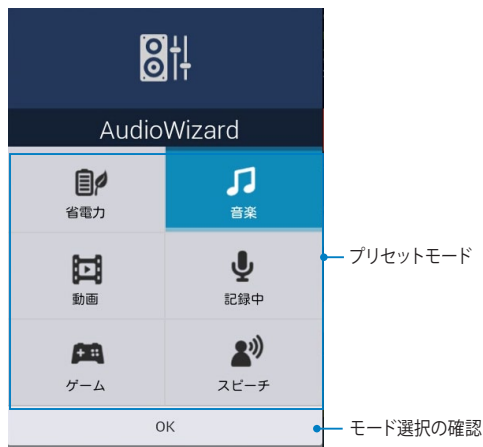 AudioWizard
省電力
音楽
動画
記録中
プリセットモード
ゲーム
スピーチ
OK
モード選択の確認